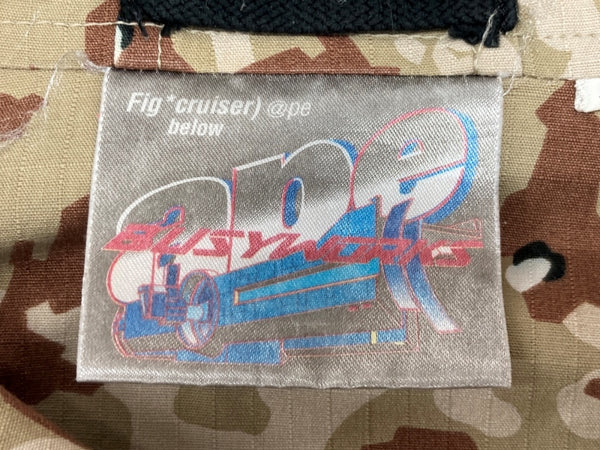 Fig*cruiser) @pe
below
ape
BUSYWORKS